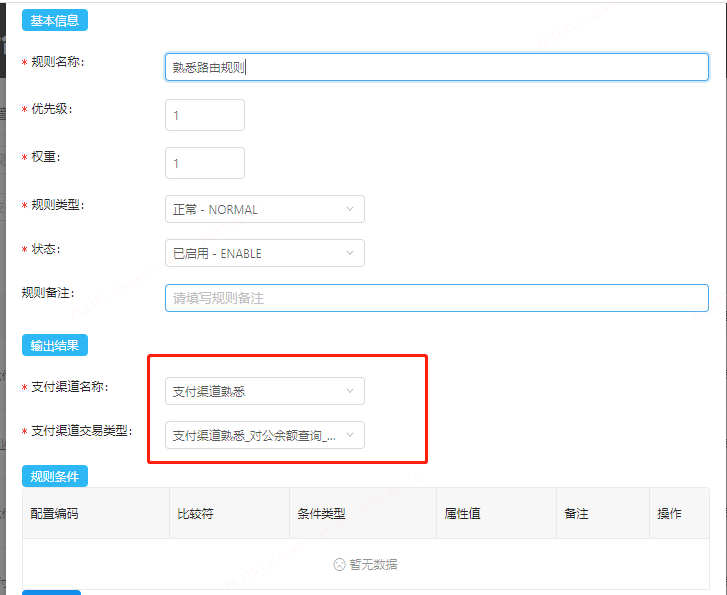 基本信息
* 规则名称: 熟悉路由规则
* 优先级: 1
* 权重: 1
* 规则类型: 正常 - NORMAL
* 状态: 已启用 - ENABLE
规则备注: 请填写规则备注
输出结果
* 支付渠道名称: 支付渠道熟悉
* 支付渠道交易类型: 支付渠道熟悉_对公余额查询_...
规则条件
配置编码 比较符 条件类型 属性值 备注 操作
暂无数据